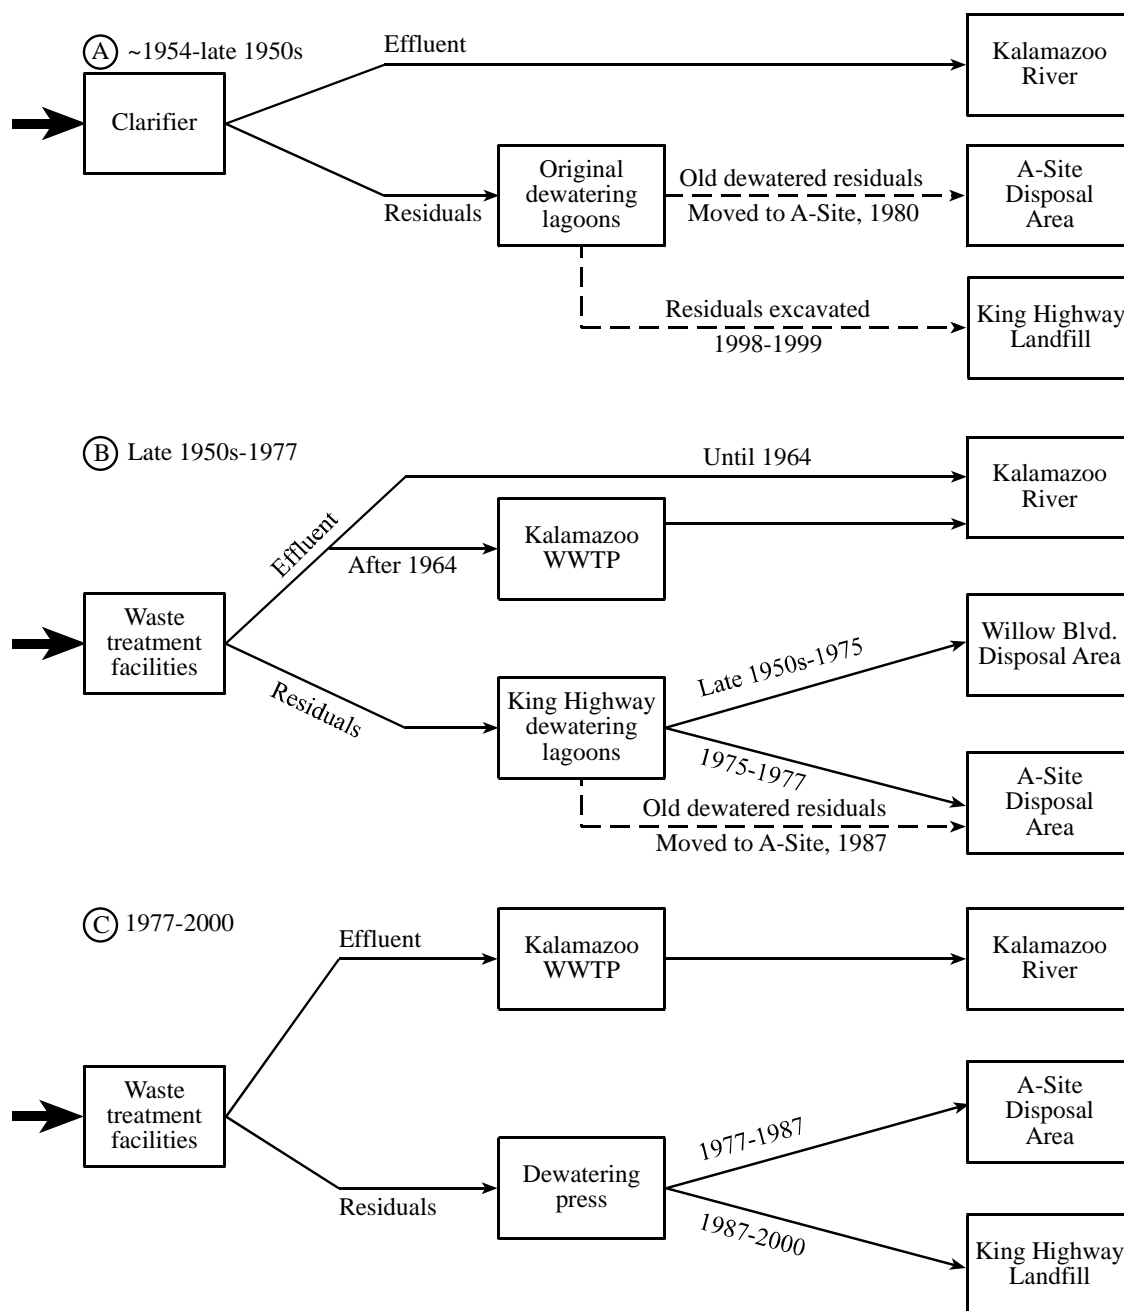 A ~1954-late 1950s
Effluent
Kalamazoo
River
Clarifier
Residuals
Original
dewatering
lagoons
Old dewatered residuals
Moved to A-Site, 1980
A-Site
Disposal
Area
Residuals excavated
1998-1999
King Highway
Landfill
B Late 1950s-1977
Until 1964
Kalamazoo
River
Effluent
After 1964
Kalamazoo
WWTP
Waste
treatment
facilities
Residuals
King Highway
dewatering
lagoons
Late 1950s-1975
Willow Blvd.
Disposal Area
1975-1977
A-Site
Disposal
Area
Old dewatered residuals
Moved to A-Site, 1987
C 1977-2000
Effluent
Kalamazoo
WWTP
Kalamazoo
River
Waste
treatment
facilities
Residuals
Dewatering
press
1977-1987
A-Site
Disposal
Area
1987-2000
King Highway
Landfill